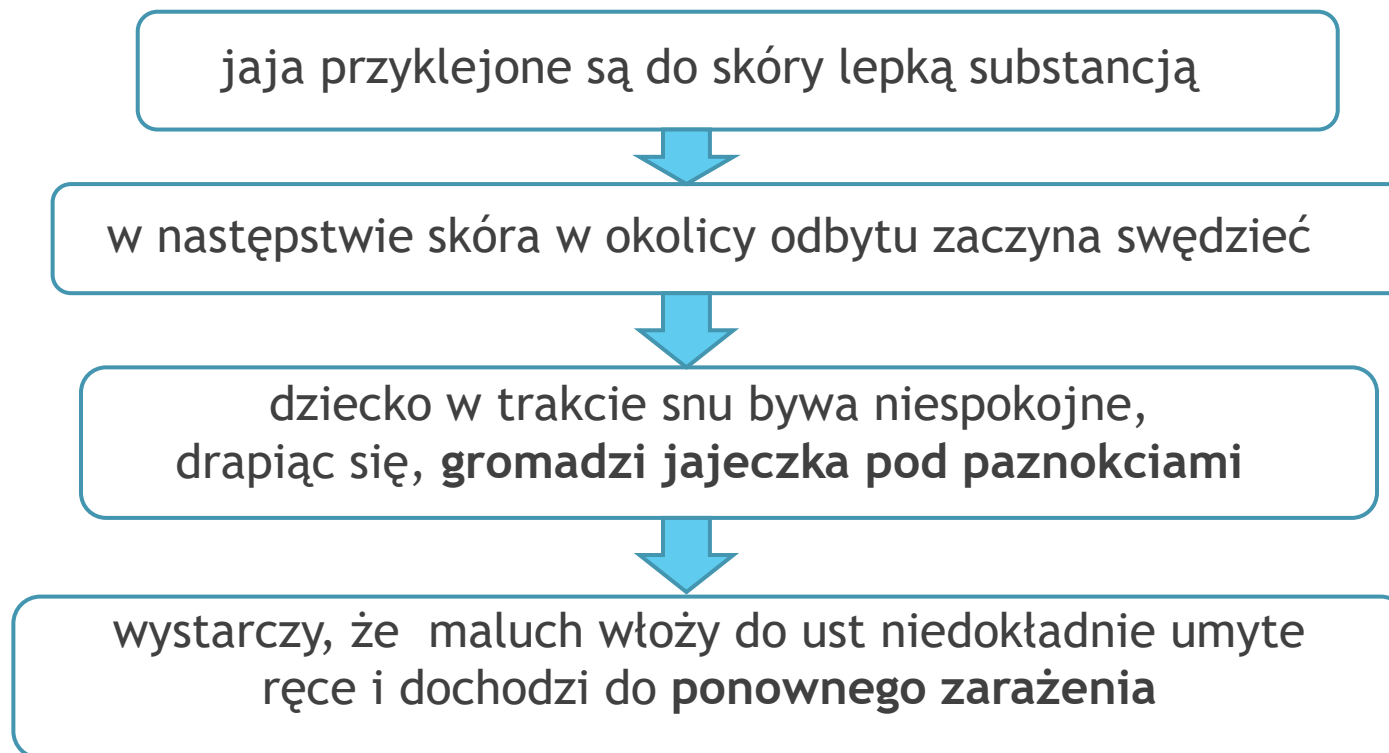 jaja przyklejone są do skóry lepką substancją
w następstwie skóra w okolicy odbytu zaczyna swędzieć
dziecko w trakcie snu bywa niespokojne,
drapiąc się, gromadzi jajeczka pod paznokciami
wystarczy, że  maluch włoży do ust niedokładnie umyte
ręce i dochodzi do ponownego zarażenia